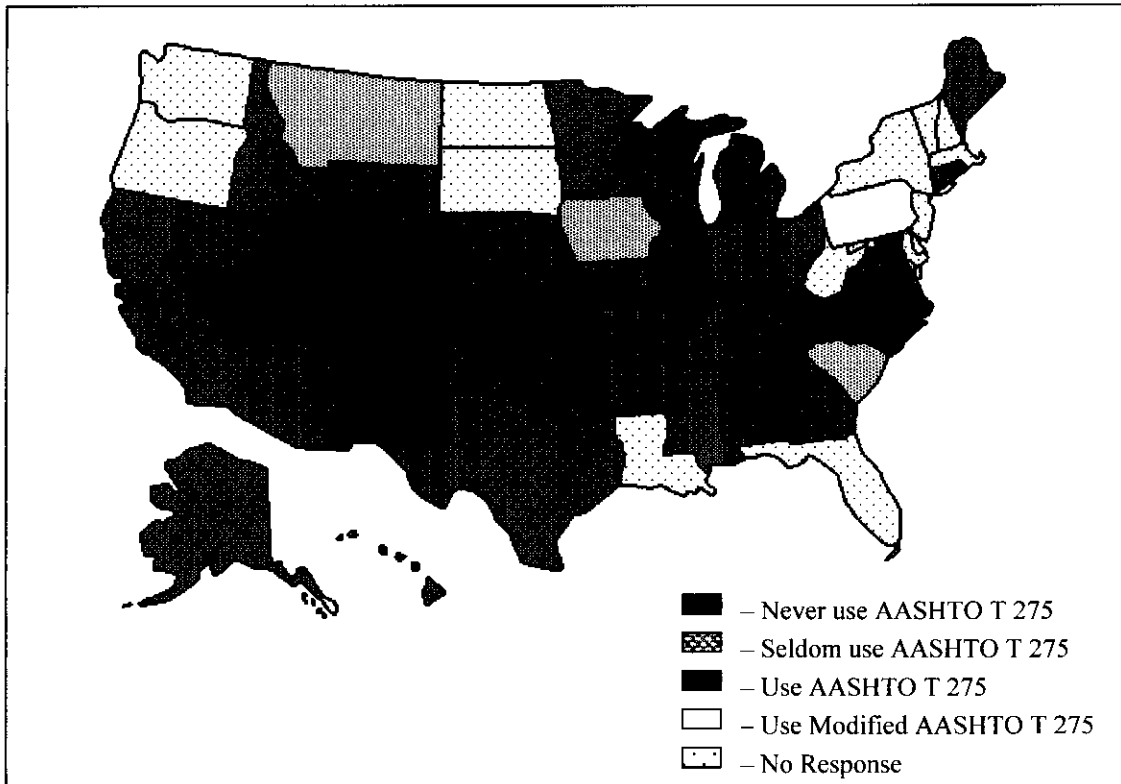 – Never use AASHTO T 275
– Seldom use AASHTO T 275
– Use AASHTO T 275
– Use Modified AASHTO T 275
– No Response